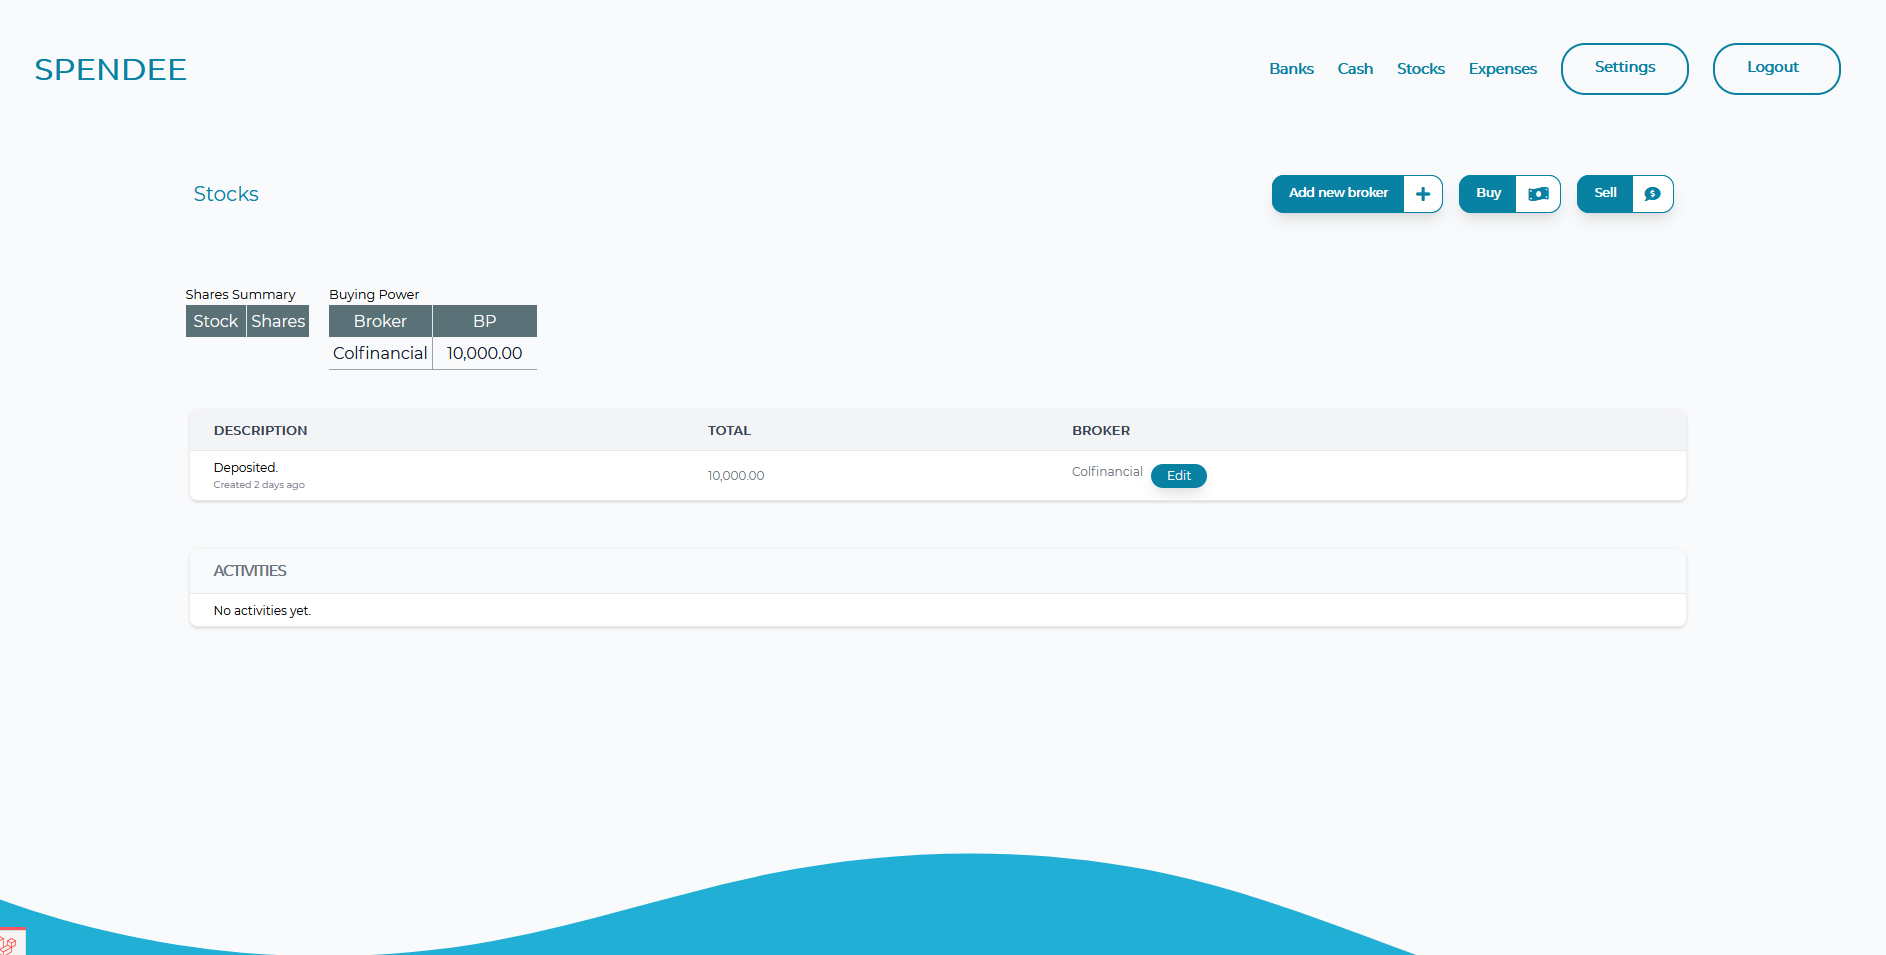 SPENDEE
Banks Cash Stocks Expenses Settings Logout
Stocks
Add new broker Buy Sell
Shares Summary Buying Power
Stock Shares Broker BP
Colfinancial 10,000.00
DESCRIPTION TOTAL BROKER
Deposited.
Created 2 days ago 10,000.00 Colfinancial Edit
ACTIVITIES
No activities yet.